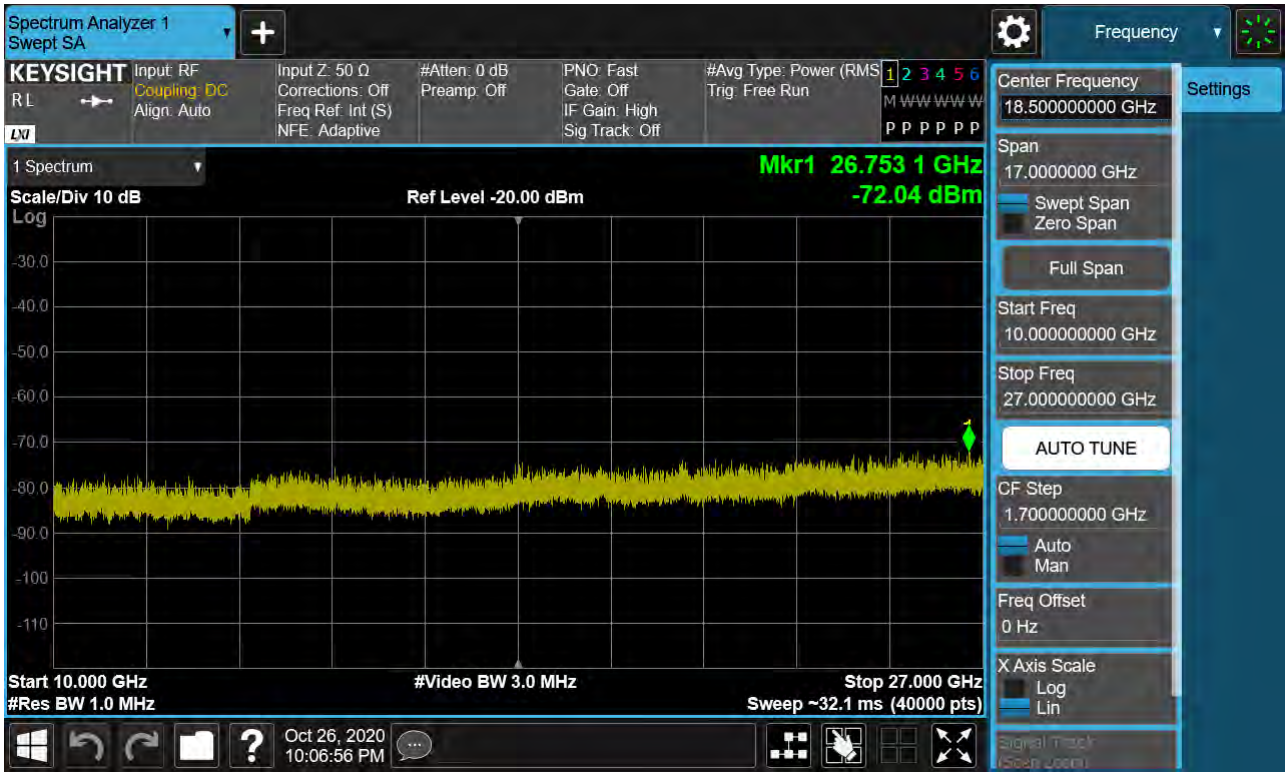 Spectrum Analyzer 1
Swept SA
+
Frequency
KEYSIGHT
RL
LXI
Input: RF
Coupling: DC
Align: Auto
Input Z: 50 Ω
Corrections: Off
Freq Ref: Int (S)
NFE: Adaptive
#Atten: 0 dB
Preamp: Off
PNO: Fast
Gate: Off
IF Gain: High
Sig Track: Off
#Avg Type: Power (RMS
Trig: Free Run
1 2 3 4 5 6
M W W W W W
P P P P P P
1 Spectrum
Mkr1 26.753 1 GHz
-72.04 dBm
Scale/Div 10 dB
Ref Level -20.00 dBm
Log
-30.0
-40.0
-50.0
-60.0
-70.0
-80.0
-90.0
-100
-110
1
Start 10.000 GHz
#Video BW 3.0 MHz
Stop 27.000 GHz
#Res BW 1.0 MHz
Sweep ~32.1 ms (40000 pts)
Center Frequency
18.500000000 GHz
Settings
Span
17.0000000 GHz
Swept Span
Zero Span
Full Span
Start Freq
10.000000000 GHz
Stop Freq
27.000000000 GHz
AUTO TUNE
CF Step
1.700000000 GHz
Auto
Man
Freq Offset
0 Hz
X Axis Scale
Log
Lin
Signal Track
(Span Zoom)
?
Oct 26, 2020
10:06:56 PM